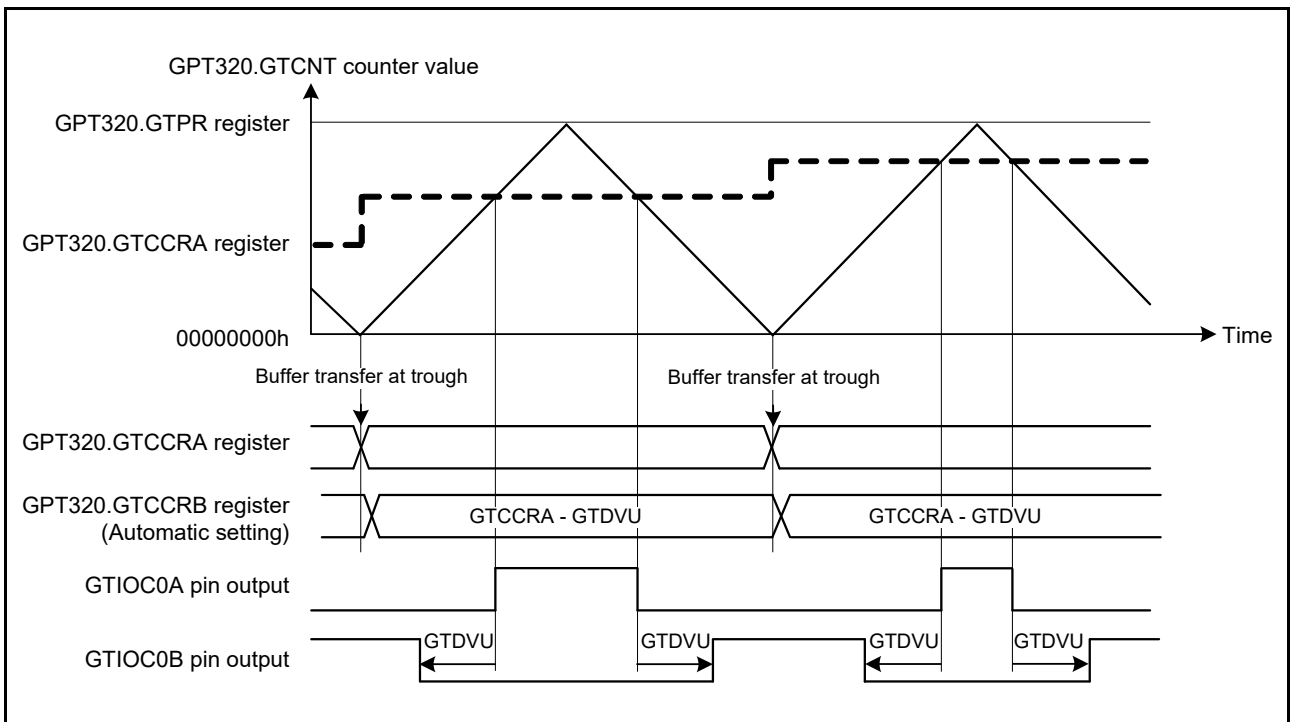 GPT320.GTCNT counter value
GPT320.GTPR register
GPT320.GTCCRA register
00000000h
Time
Buffer transfer at trough
Buffer transfer at trough
GPT320.GTCCRA register
GPT320.GTCCRB register
(Automatic setting)
GTCCRA - GTDVU
GTCCRA - GTDVU
GTIOC0A pin output
GTIOC0B pin output
GTDVU
GTDVU
GTDVU
GTDVU